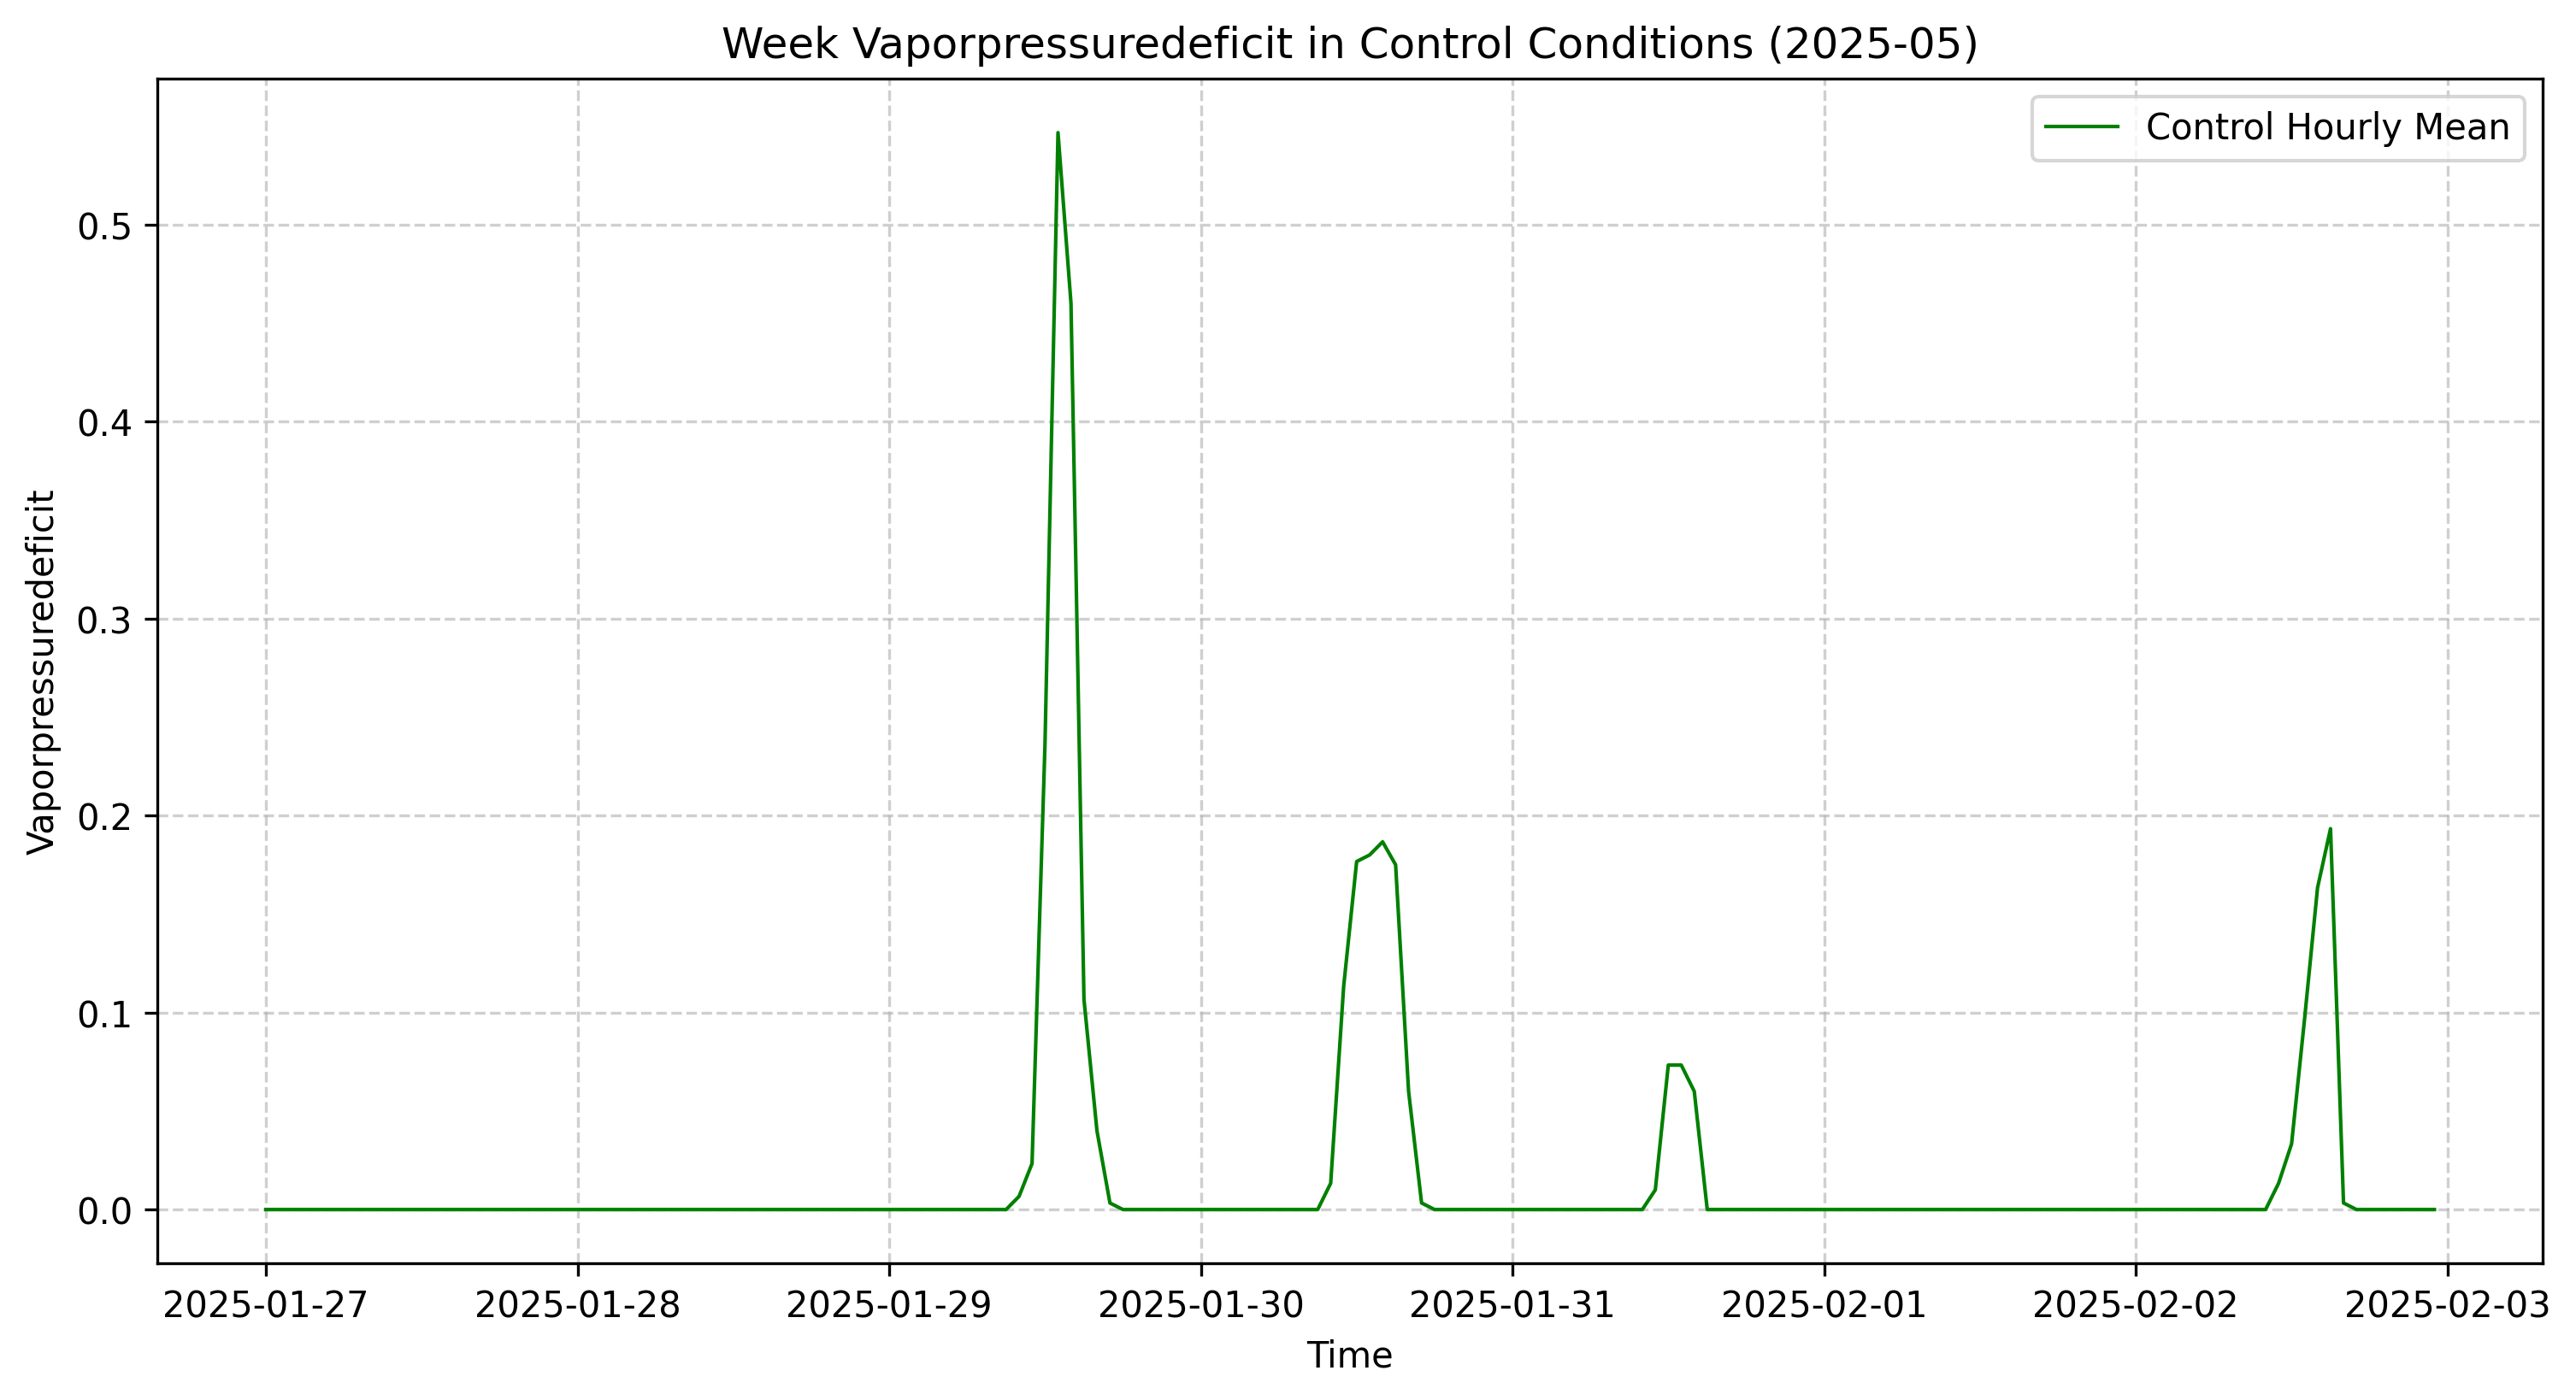 Week Vaporpressuredeficit in Control Conditions (2025-05)
Control Hourly Mean
Vaporpressuredeficit
0.5
0.4
0.3
0.2
0.1
0.0
2025-01-27 2025-01-28 2025-01-29 2025-01-30 2025-01-31 2025-02-01 2025-02-02 2025-02-03
Time